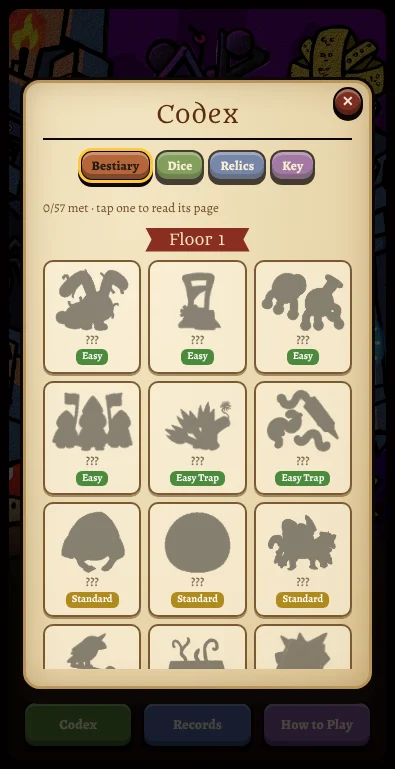 Codex
×
Bestiary
Dice
Relics
Key
0/57 met · tap one to read its page
Floor 1
???
Easy
???
Easy
???
Easy
???
Easy
???
Easy Trap
???
Easy Trap
???
Standard
???
Standard
???
Standard
Codex
Records
How to Play